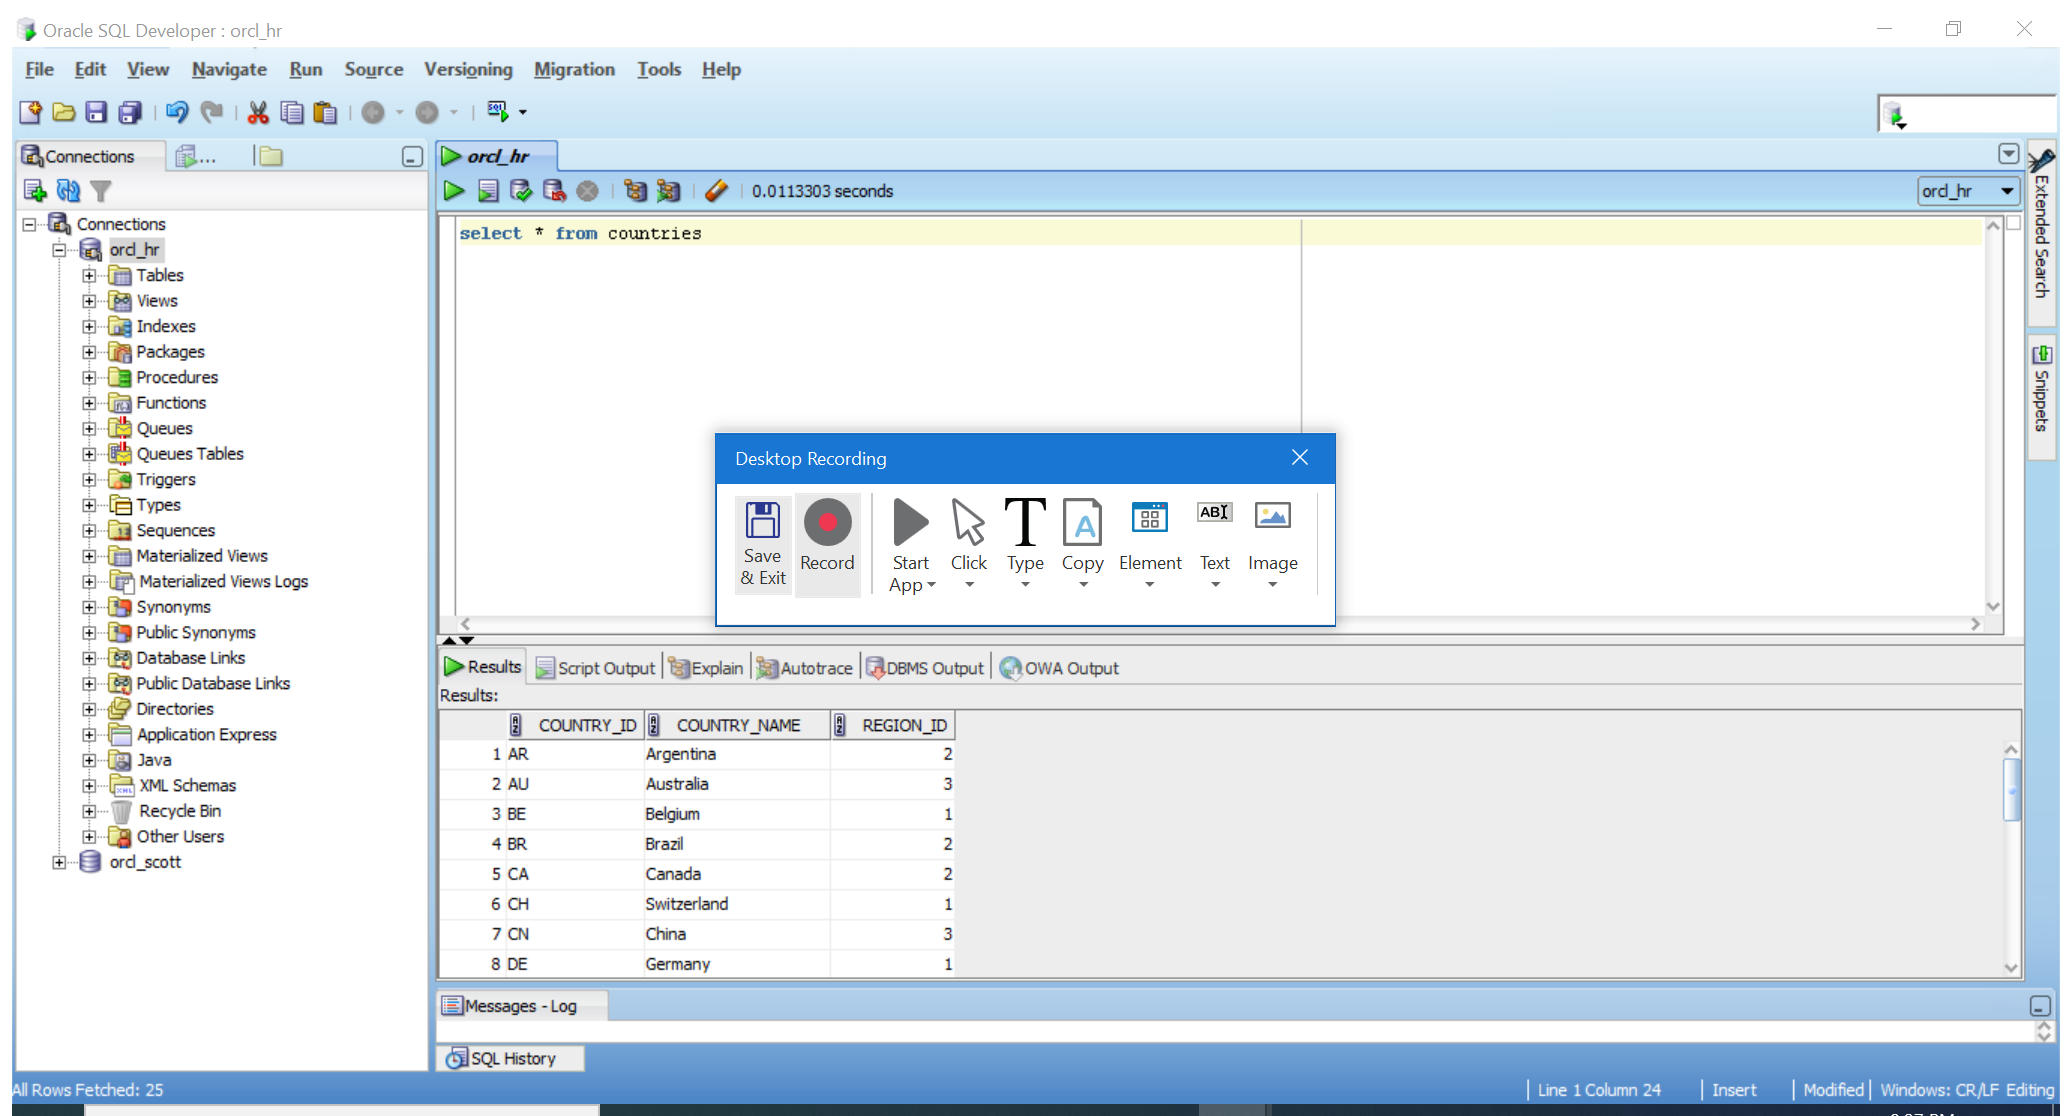 Oracle SQL Developer : orcl_hr
File Edit View Navigate Run Source Versioning Migration Tools Help
Connections ...
orcl_hr
0.0113303 seconds
orcl_hr
Connections
orcl_hr
Tables
Views
Indexes
Packages
Procedures
Functions
Queues
Queues Tables
Triggers
Types
Sequences
Materialized Views
Materialized Views Logs
Synonyms
Public Synonyms
Database Links
Public Database Links
Directories
Application Express
Java
XML Schemas
Recycle Bin
Other Users
orcl_scott
select * from countries
Extended Search
Snippets
Desktop Recording
Save & Exit
Record
Start App
Click
Type
Copy
Element
Text
Image
Results Script Output Explain Autotrace DBMS Output OWA Output
Results:
COUNTRY_ID COUNTRY_NAME REGION_ID
1 AR Argentina 2
2 AU Australia 3
3 BE Belgium 1
4 BR Brazil 2
5 CA Canada 2
6 CH Switzerland 1
7 CN China 3
8 DE Germany 1
Messages - Log
SQL History
All Rows Fetched: 25
Line 1 Column 24 Insert Modified Windows: CR/LF Editing